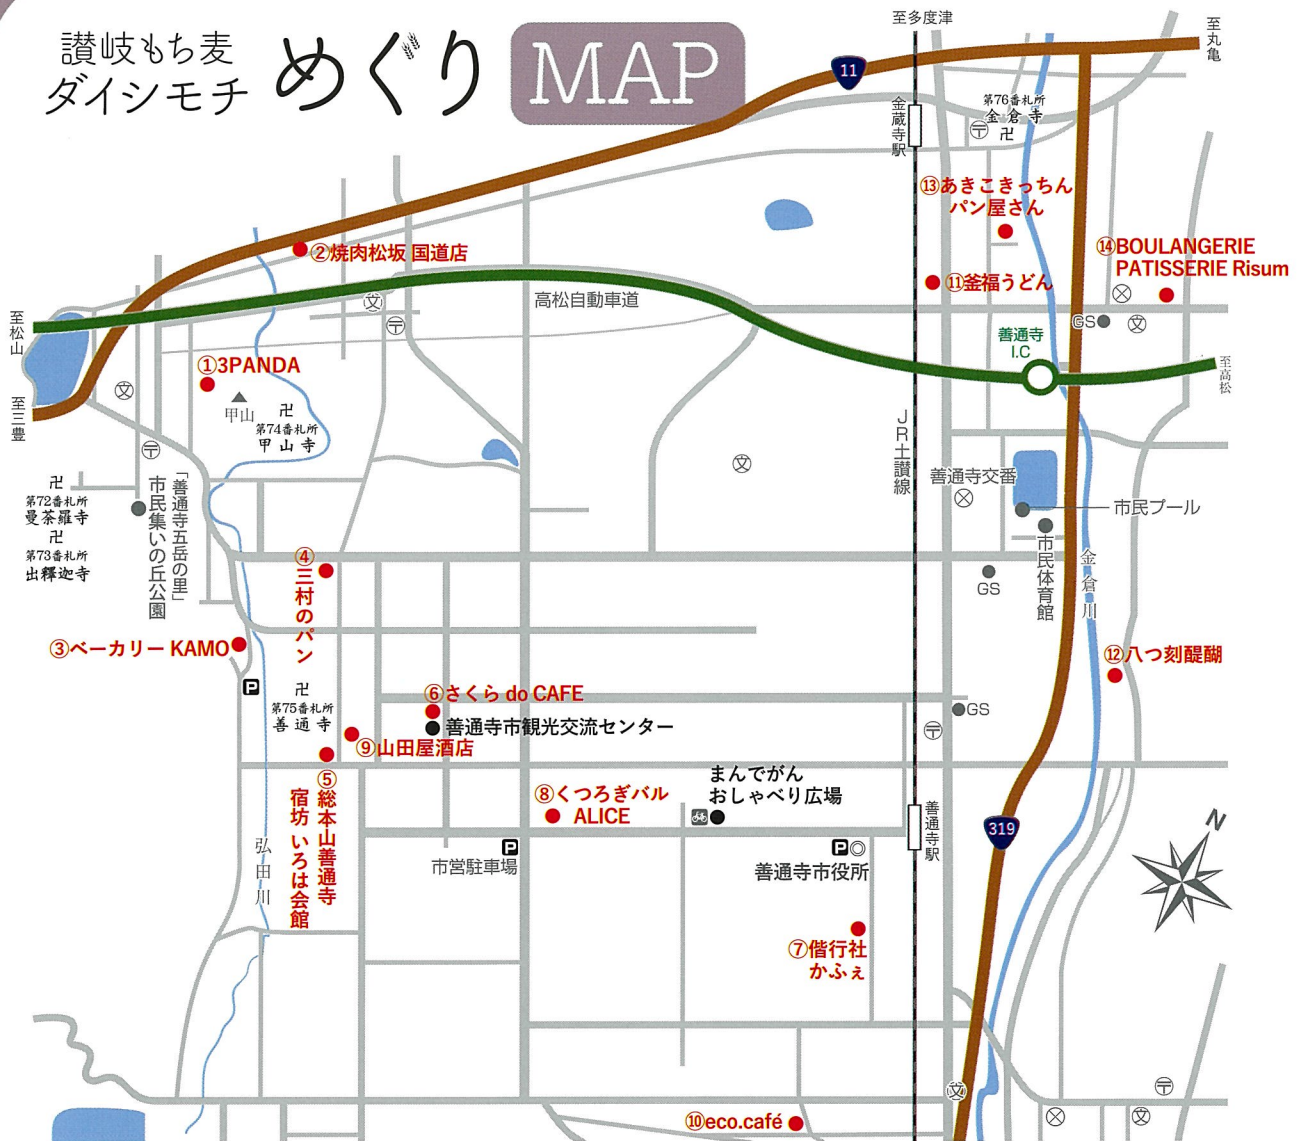 讃岐もち麦
ダイシモチ
めぐり
MAP
至多度津
至丸亀
11
金蔵寺駅
第76番札所
金倉寺
卍
〒
⑬あきこきっちん
パン屋さん
②焼肉松坂 国道店
⑭BOULANGERIE
PATISSERIE Risum
⑪釜福うどん
高松自動車道
文
〒
至松山
善通寺
I.C
GS
文
①3PANDA
至高松
文
甲山
卍
第74番札所
甲山寺
至三豊
〒
JR土讃線
文
善通寺交番
卍
第72番札所
曼荼羅寺
卍
第73番札所
出釋迦寺
「善通寺五岳の里」
市民集いの丘公園
市民プール
市民体育館
金倉川
GS
④三村のパン
③ベーカリー KAMO
⑫八つ刻醍醐
P
卍
第75番札所
善通寺
⑥さくら do CAFE
善通寺市観光交流センター
⑨山田屋酒店
GS
〒
⑤総本山善通寺
宿坊 いろは会館
⑧くつろぎバル
ALICE
まんでがん
おしゃべり広場
善通寺駅
319
N
弘田川
P
市営駐車場
P◎
善通寺市役所
⑦偕行社
かふぇ
文
〒
文
⑩eco.café